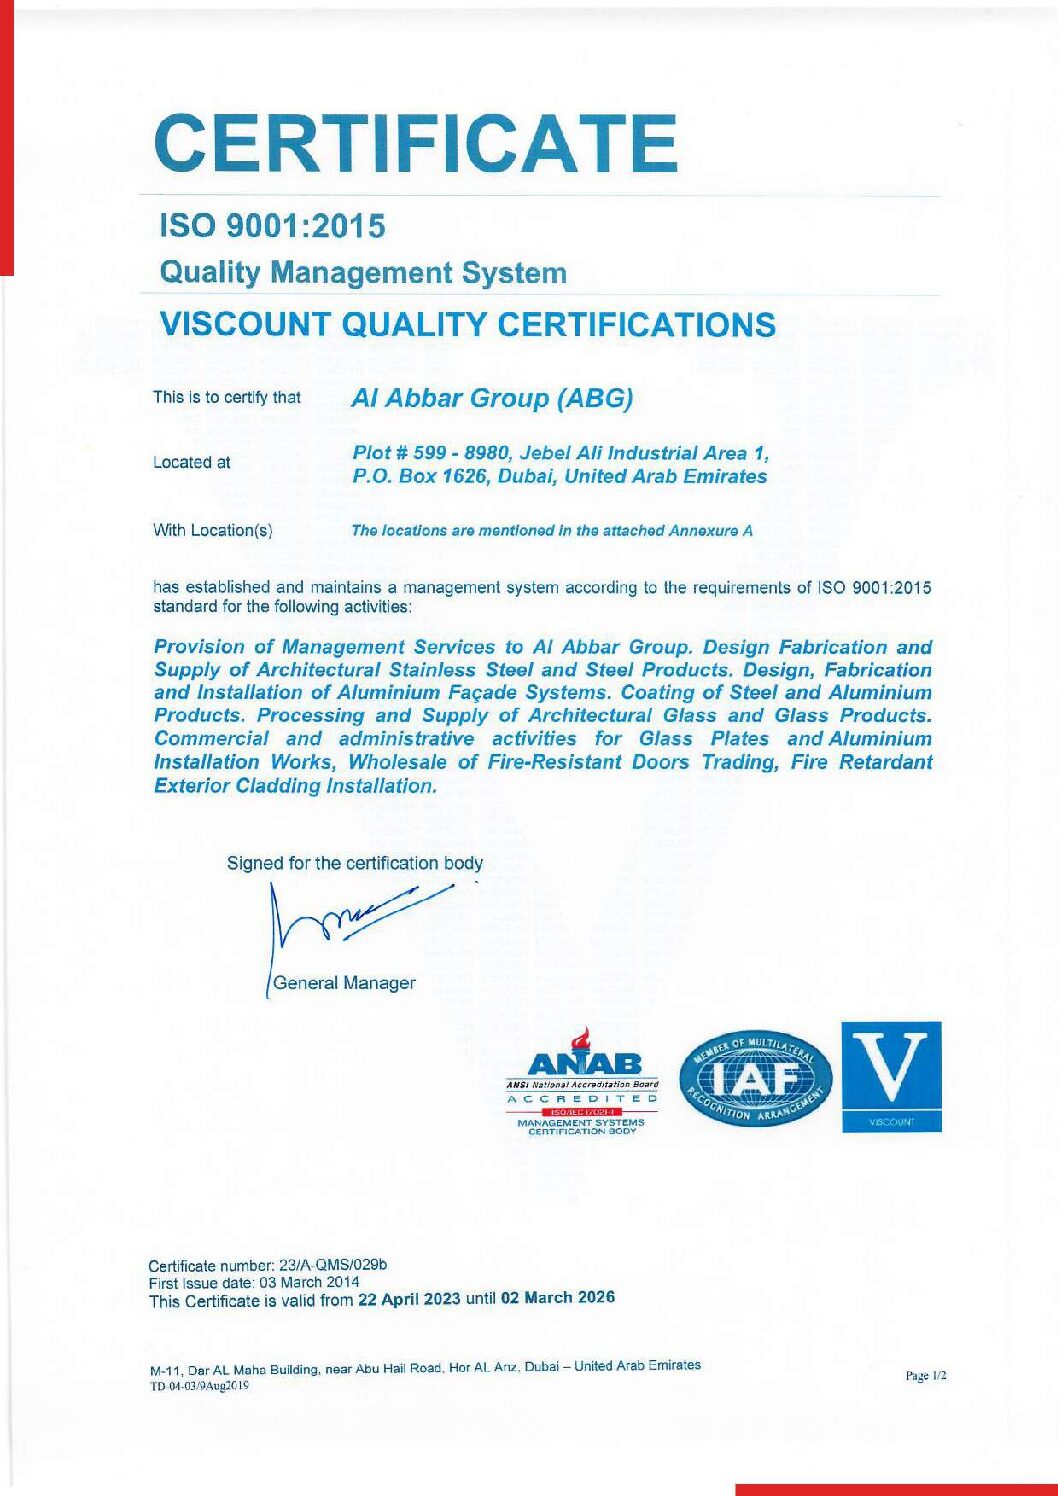 CERTIFICATE
ISO 9001:2015
Quality Management System
VISCOUNT QUALITY CERTIFICATIONS
This is to certify that Al Abbar Group (ABG)
Located at Plot # 599 - 8980, Jebel Ali Industrial Area 1,
P.O. Box 1626, Dubai, United Arab Emirates
With Location(s) The locations are mentioned in the attached Annexure A
has established and maintains a management system according to the requirements of ISO 9001:2015
standard for the following activities:
Provision of Management Services to Al Abbar Group. Design Fabrication and
Supply of Architectural Stainless Steel and Steel Products. Design, Fabrication
and Installation of Aluminium Façade Systems. Coating of Steel and Aluminium
Products. Processing and Supply of Architectural Glass and Glass Products.
Commercial and administrative activities for Glass Plates and Aluminium
Installation Works, Wholesale of Fire-Resistant Doors Trading, Fire Retardant
Exterior Cladding Installation.
Signed for the certification body
General Manager
ANAB
ANSI National Accreditation Board
ACCREDITED
ISO/IEC 17021-1
MANAGEMENT SYSTEMS
CERTIFICATION BODY
MEMBER OF MULTILATERAL
IAF
RECOGNITION ARRANGEMENT
V
VISCOUNT
Certificate number: 23/A-QMS/029b
First Issue date: 03 March 2014
This Certificate is valid from 22 April 2023 until 02 March 2026
M-11, Dar AL Maha Building, near Abu Hail Road, Hor AL Anz, Dubai – United Arab Emirates
TD-04-03/9Aug2019
Page 1/2